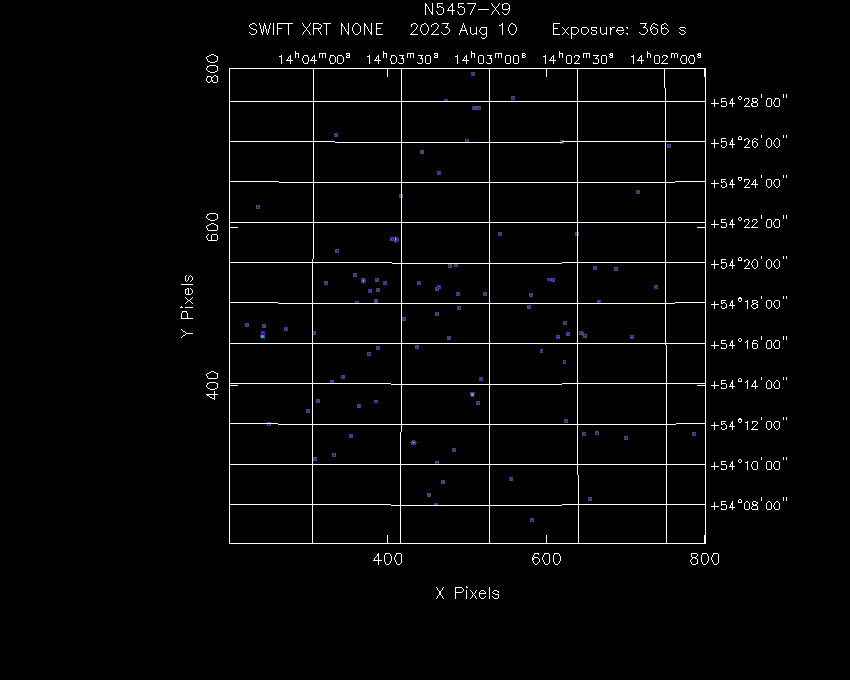 N5457-X9
SWIFT XRT NONE 2023 Aug 10 Exposure: 366 s
14h04m00s 14h03m30s 14h03m00s 14h02m30s 14h02m00s
800
+54°28'00"
+54°26'00"
+54°24'00"
600
+54°22'00"
+54°20'00"
Y Pixels
+54°18'00"
+54°16'00"
400
+54°14'00"
+54°12'00"
+54°10'00"
+54°08'00"
400 600 800
X Pixels